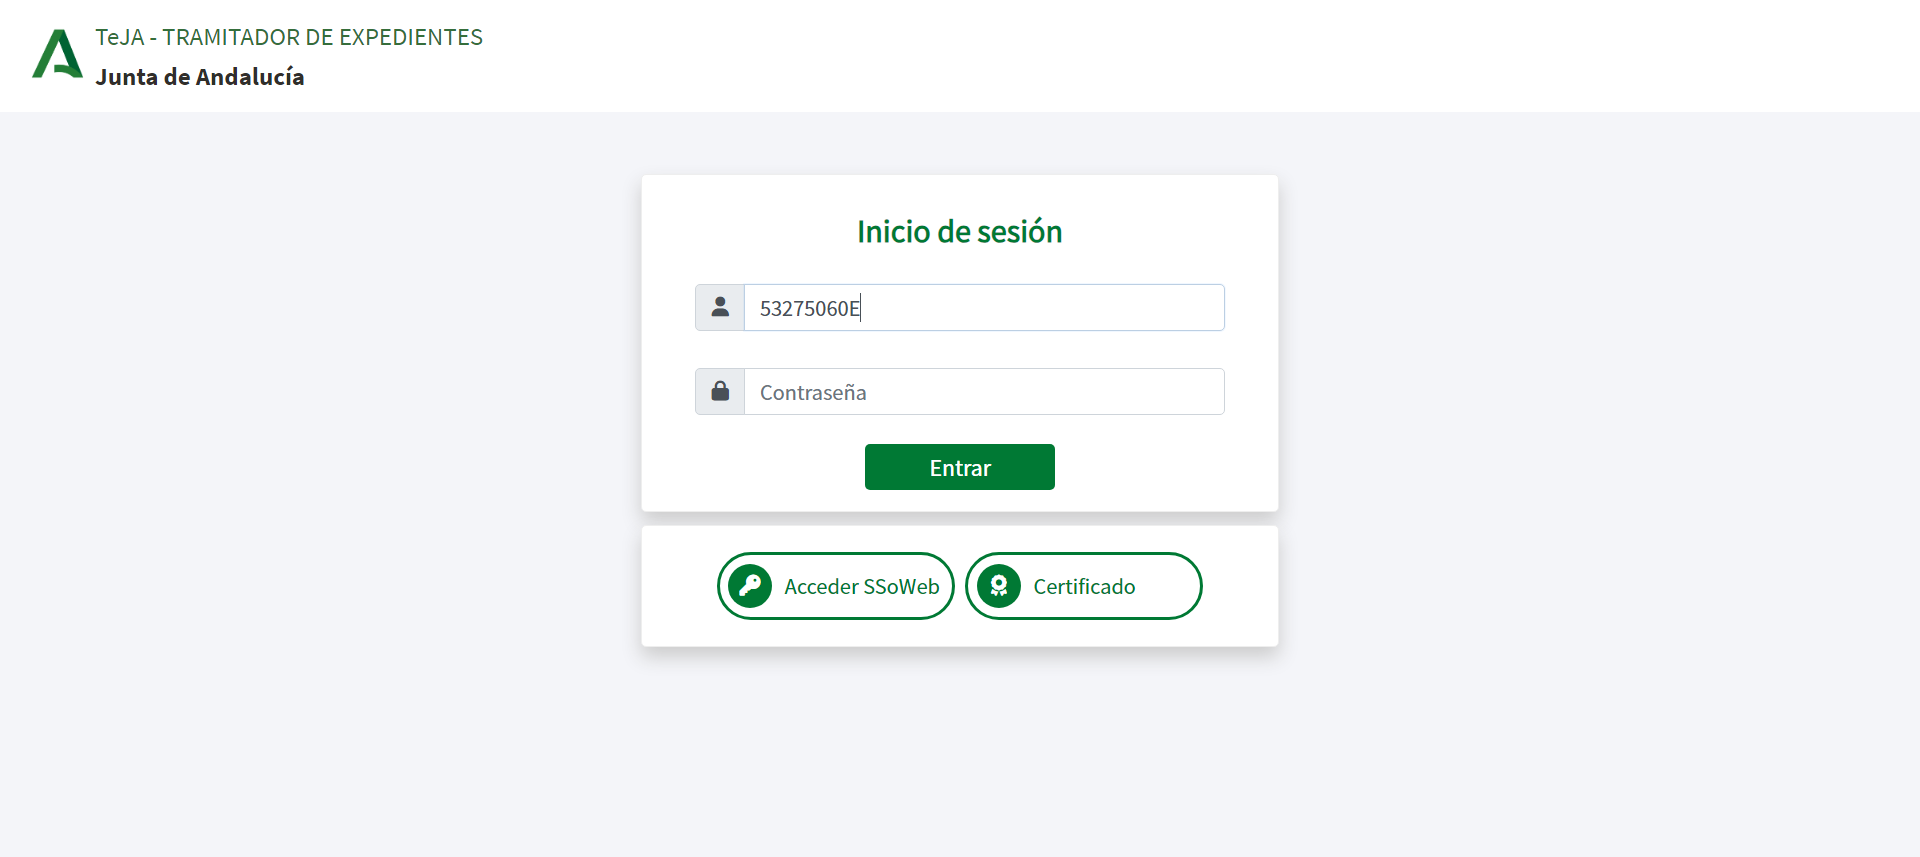 TeJA - TRAMITADOR DE EXPEDIENTES
Junta de Andalucía
Inicio de sesión
53275060E
Contraseña
Entrar
Acceder SSoWeb
Certificado